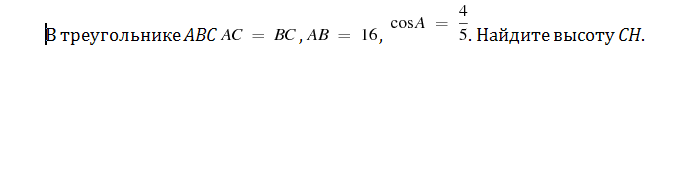 В треугольнике ABC AC = BC, AB = 16, cosA = 4/5. Найдите высоту CH.